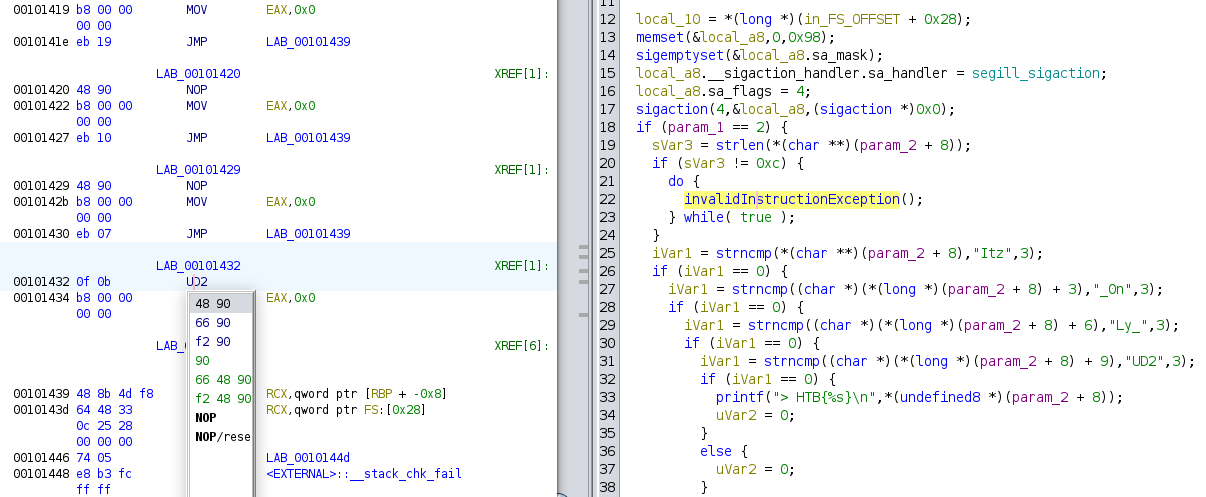 00101419 b8 00 00 MOV EAX,0x0
00 00
0010141e eb 19 JMP LAB_00101439
LAB_00101420 XREF[1]:
00101420 48 90 NOP
00101422 b8 00 00 MOV EAX,0x0
00 00
00101427 eb 10 JMP LAB_00101439
LAB_00101429 XREF[1]:
00101429 48 90 NOP
0010142b b8 00 00 MOV EAX,0x0
00 00
00101430 eb 07 JMP LAB_00101439
LAB_00101432 XREF[1]:
00101432 0f 0b UD2
00101434 b8 00 00 EAX,0x0
00 00
LAB_ XREF[6]:
00101439 48 8b 4d f8 RCX,qword ptr [RBP + -0x8]
0010143d 64 48 33 RCX,qword ptr FS:[0x28]
0c 25 28
00 00 00
00101446 74 05 LAB_0010144d
00101448 e8 b3 fc <EXTERNAL>::__stack_chk_fail
ff ff
48 90
66 90
f2 90
90
66 48 90
f2 48 90
NOP
NOP/rese
11
12 local_10 = *(long *)(in_FS_OFFSET + 0x28);
13 memset(&local_a8,0,0x98);
14 sigemptyset(&local_a8.sa_mask);
15 local_a8.__sigaction_handler.sa_handler = segill_sigaction;
16 local_a8.sa_flags = 4;
17 sigaction(4,&local_a8,(sigaction *)0x0);
18 if (param_1 == 2) {
19 sVar3 = strlen(*(char **)(param_2 + 8));
20 if (sVar3 != 0xc) {
21 do {
22 invalidInstructionException();
23 } while( true );
24 }
25 iVar1 = strncmp(*(char **)(param_2 + 8),"Itz",3);
26 if (iVar1 == 0) {
27 iVar1 = strncmp((char *)(*(long *)(param_2 + 8) + 3),"_0n",3);
28 if (iVar1 == 0) {
29 iVar1 = strncmp((char *)(*(long *)(param_2 + 8) + 6),"Ly_",3);
30 if (iVar1 == 0) {
31 iVar1 = strncmp((char *)(*(long *)(param_2 + 8) + 9),"UD2",3);
32 if (iVar1 == 0) {
33 printf("> HTB{%s}\n",*(undefined8 *)(param_2 + 8));
34 uVar2 = 0;
35 }
36 else {
37 uVar2 = 0;
38 }